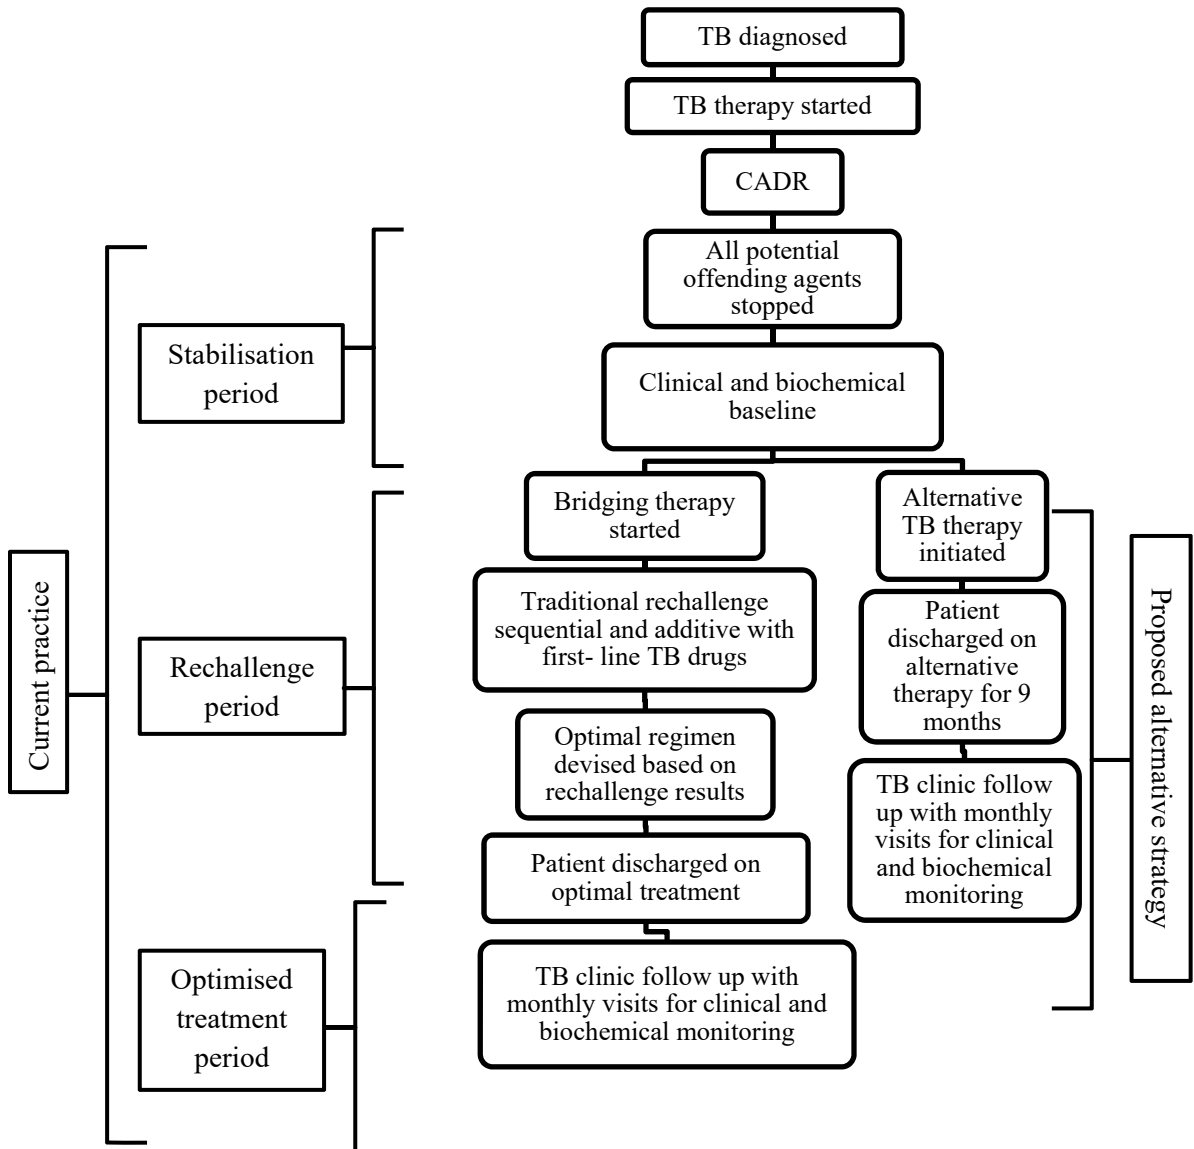 TB diagnosed
TB therapy started
CADR
All potential
offending agents
stopped
Clinical and biochemical
baseline
Bridging therapy
started
Traditional rechallenge
sequential and additive with
first- line TB drugs
Optimal regimen
devised based on
rechallenge results
Patient discharged on
optimal treatment
TB clinic follow up with
monthly visits for clinical and
biochemical monitoring
Alternative
TB therapy
initiated
Patient
discharged on
alternative
therapy for 9
months
TB clinic follow
up with monthly
visits for clinical
and biochemical
monitoring
Current practice
Stabilisation
period
Rechallenge
period
Optimised
treatment
period
Proposed alternative strategy